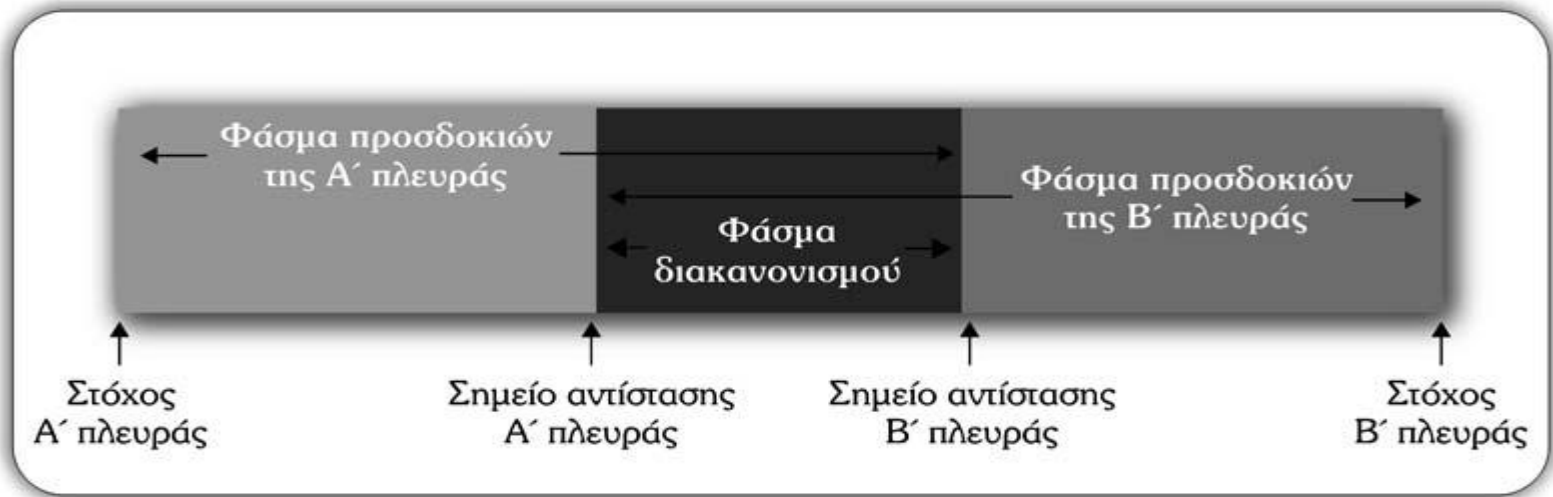 Φάσμα προσδοκιών
της Α΄ πλευράς
Φάσμα προσδοκιών
της Β΄ πλευράς
Φάσμα
διακανονισμού
Στόχος
Α΄ πλευράς
Σημείο αντίστασης
Α΄ πλευράς
Σημείο αντίστασης
Β΄ πλευράς
Στόχος
Β΄ πλευράς